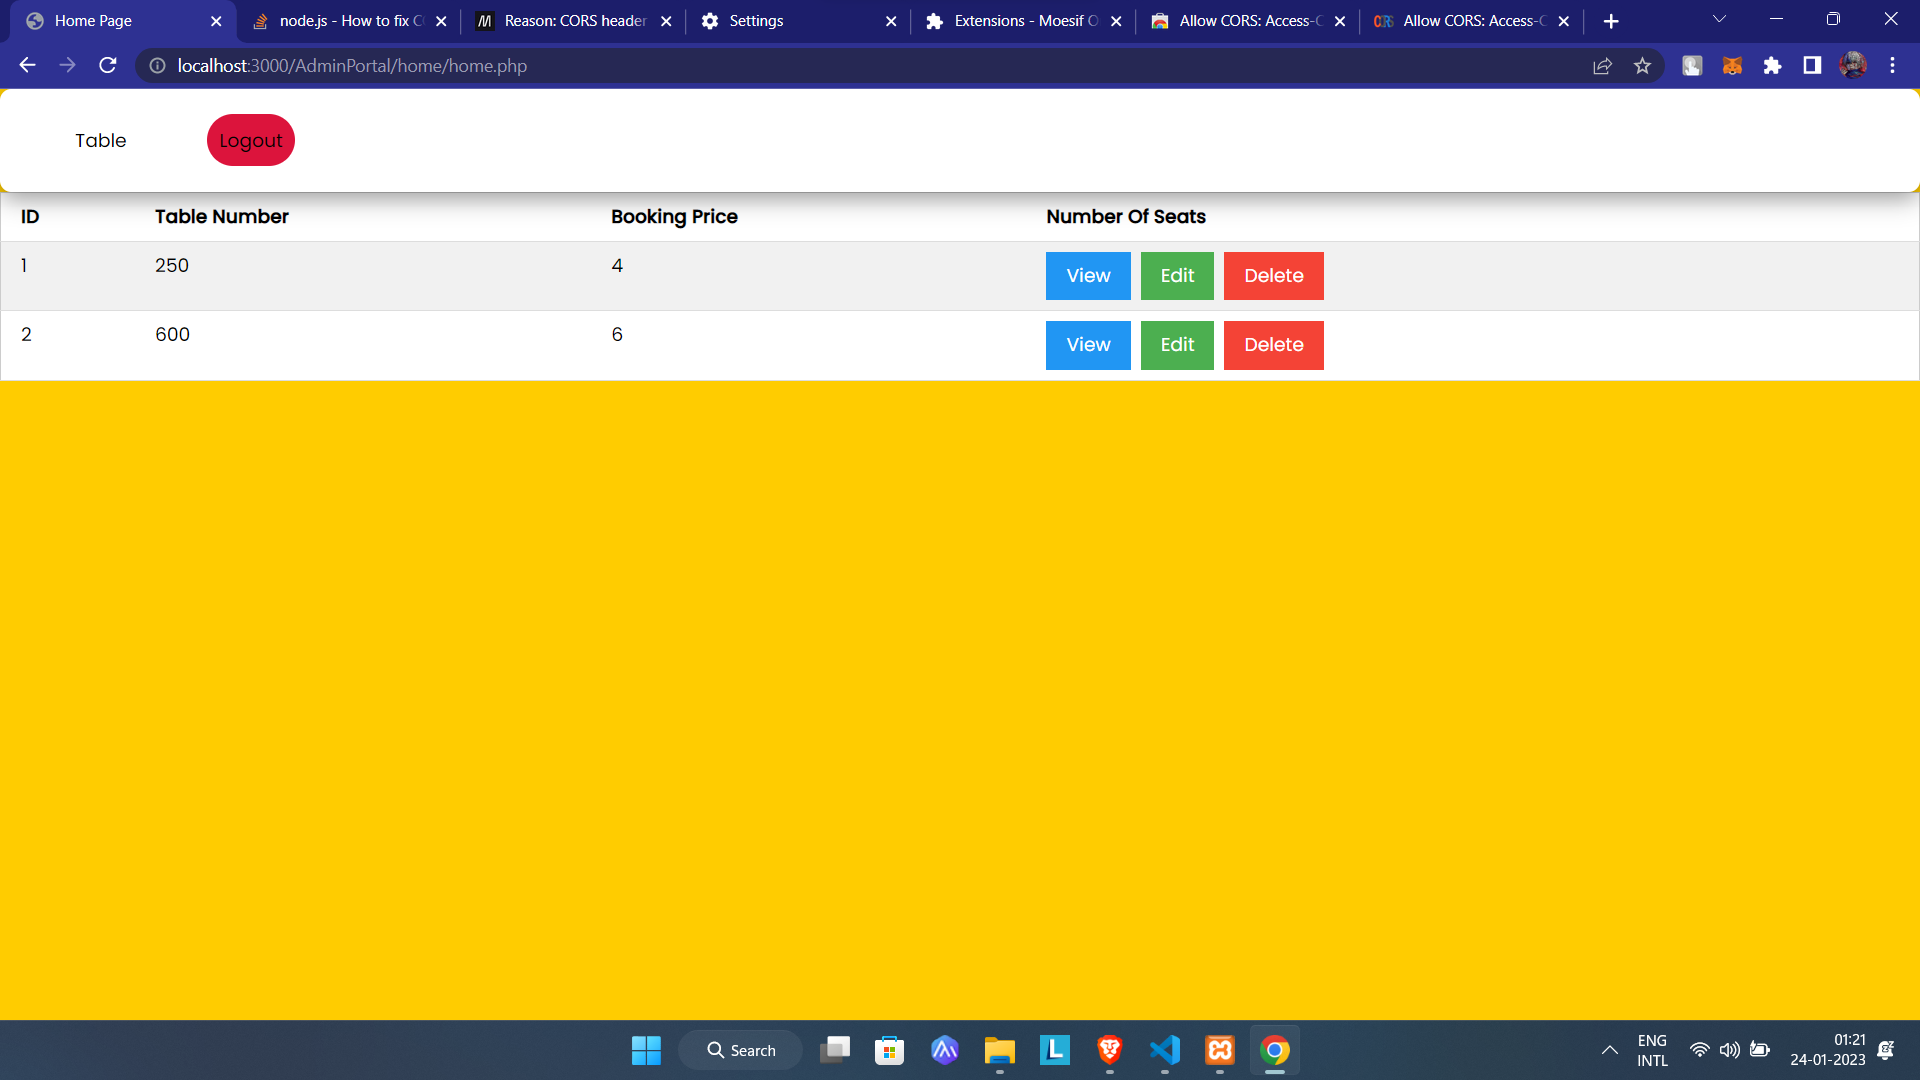 Home Page
node.js - How to fix C
Reason: CORS header
Settings
Extensions - Moesif O
Allow CORS: Access-C
CORS
Allow CORS: Access-C
localhost:3000/AdminPortal/home/home.php
Table
Logout
ID Table Number Booking Price Number Of Seats
1 250 4 View Edit Delete
2 600 6 View Edit Delete
Search
ENG
INTL
01:21
24-01-2023